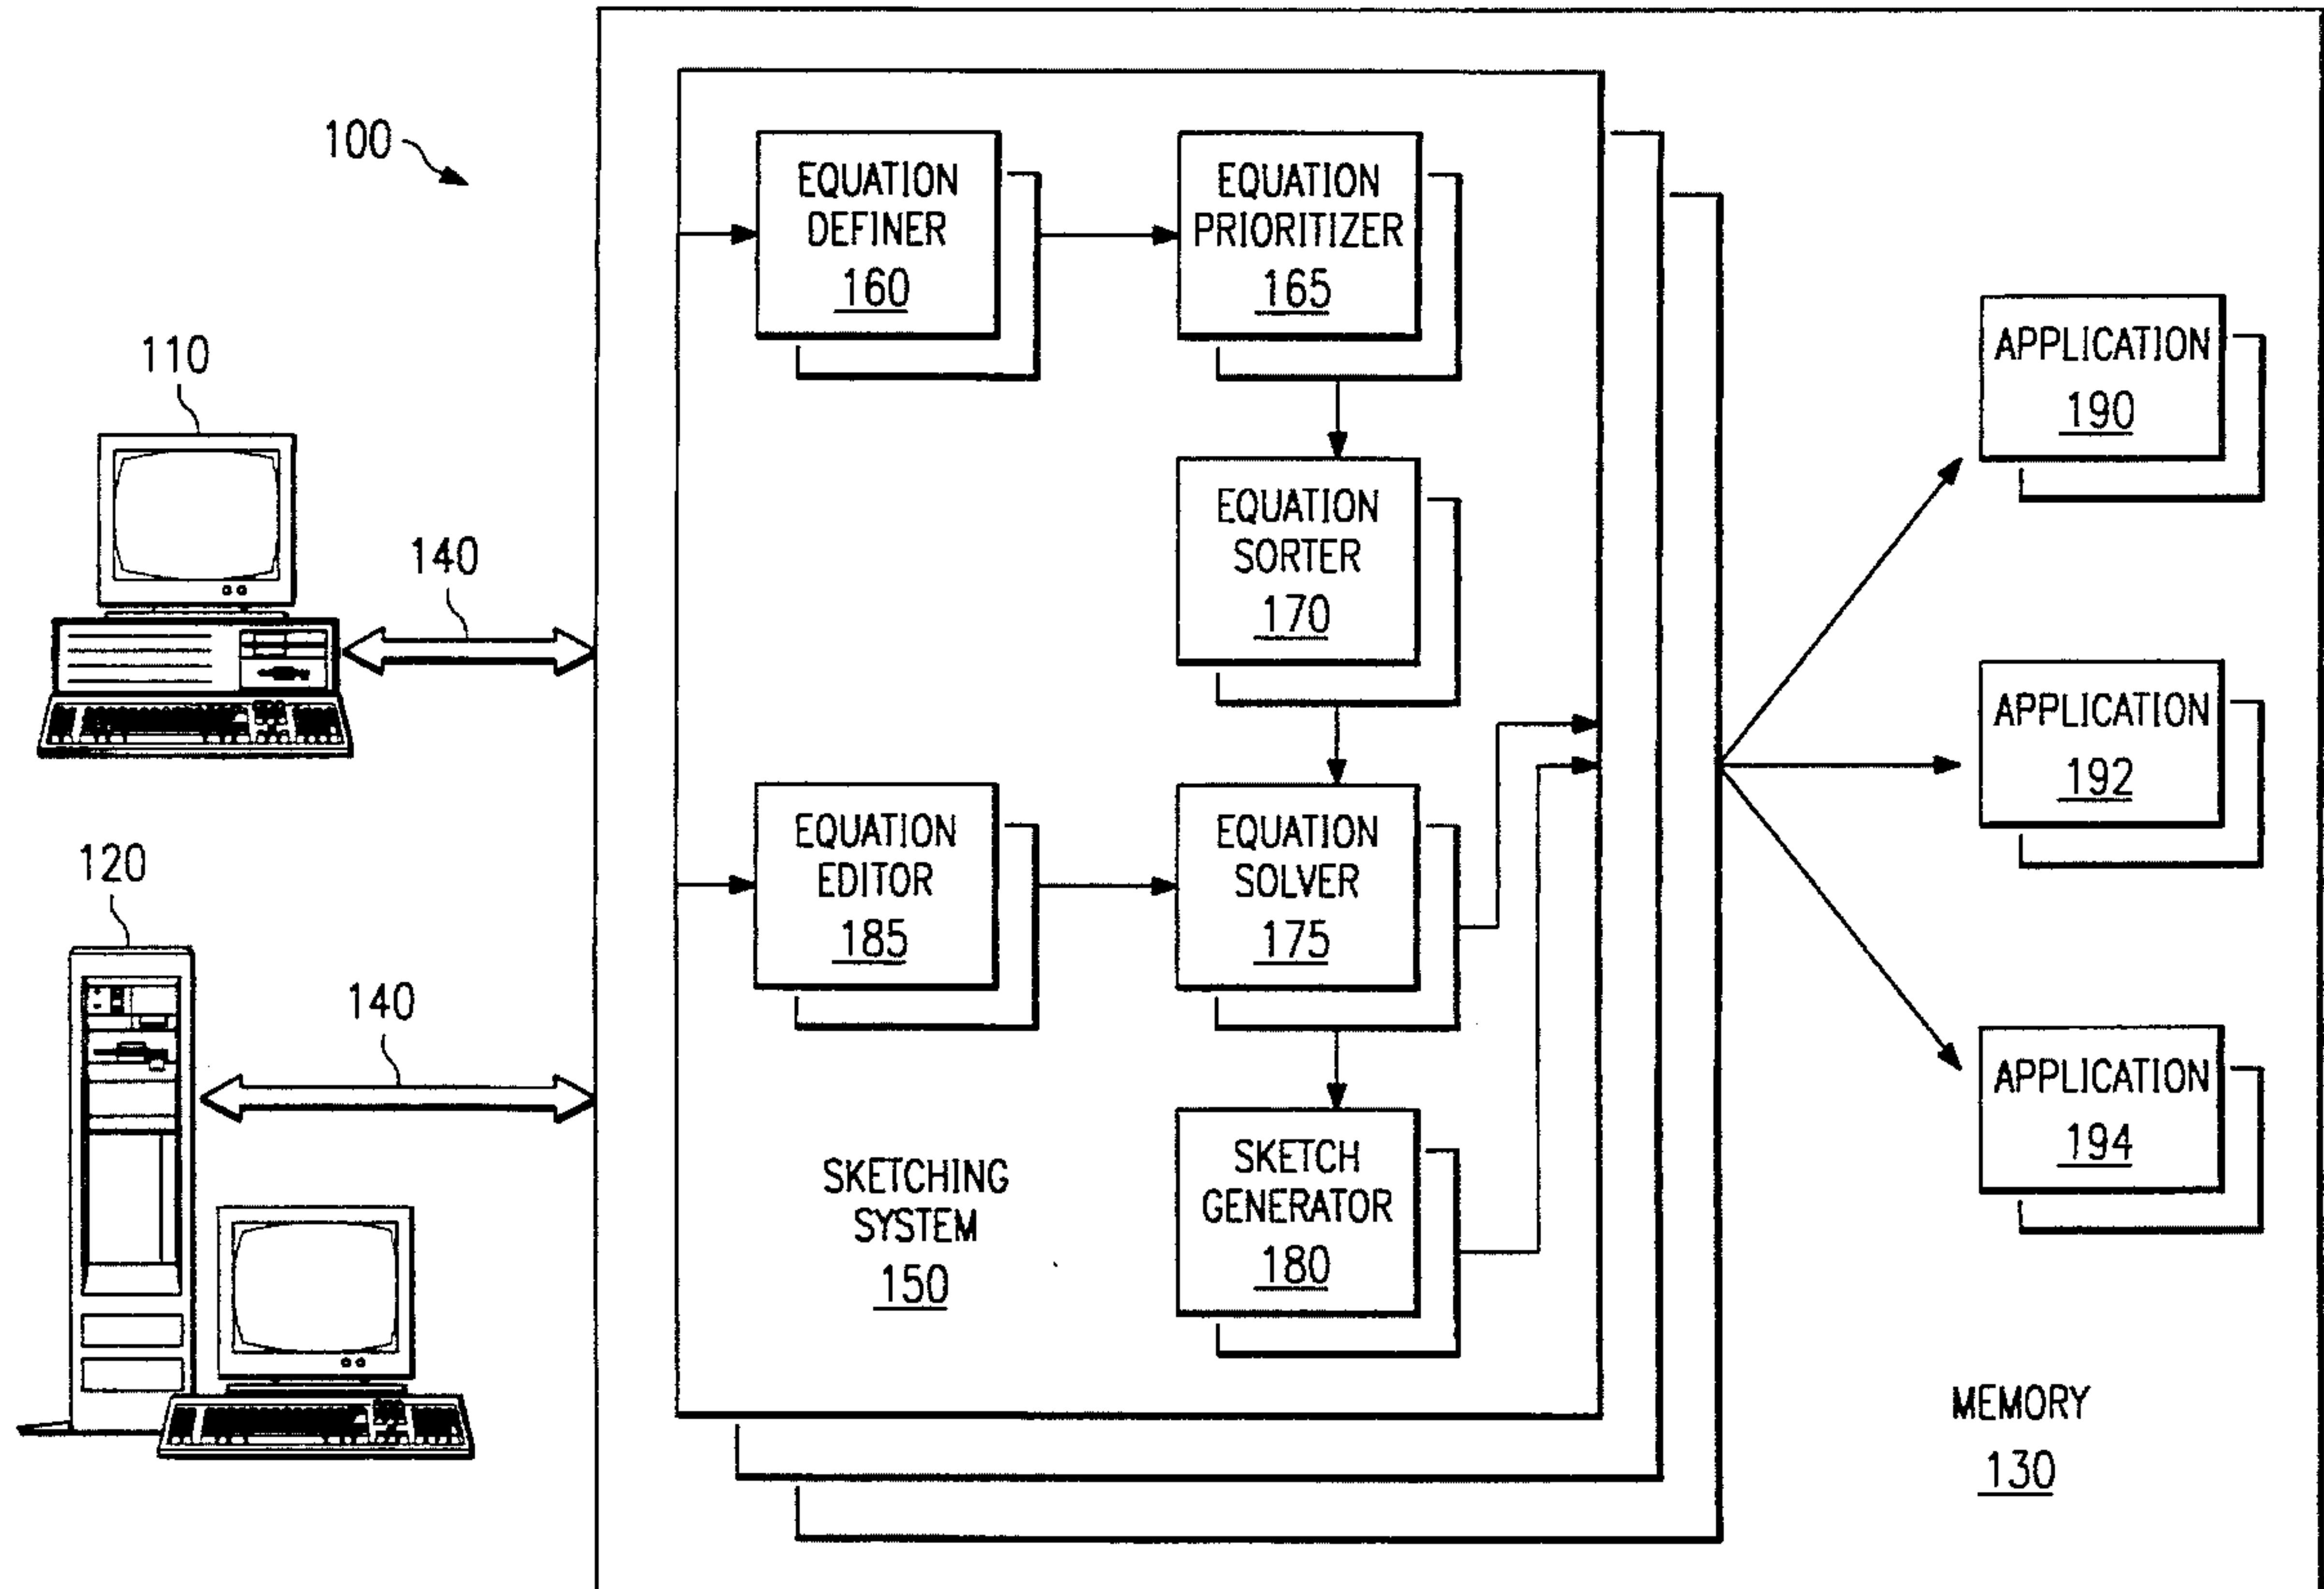 100
110
140
120
140
EQUATION
DEFINER
160
EQUATION
PRIORITIZER
165
EQUATION
SORTER
170
EQUATION
EDITOR
185
EQUATION
SOLVER
175
SKETCHING
SYSTEM
150
SKETCH
GENERATOR
180
APPLICATION
190
APPLICATION
192
APPLICATION
194
MEMORY
130